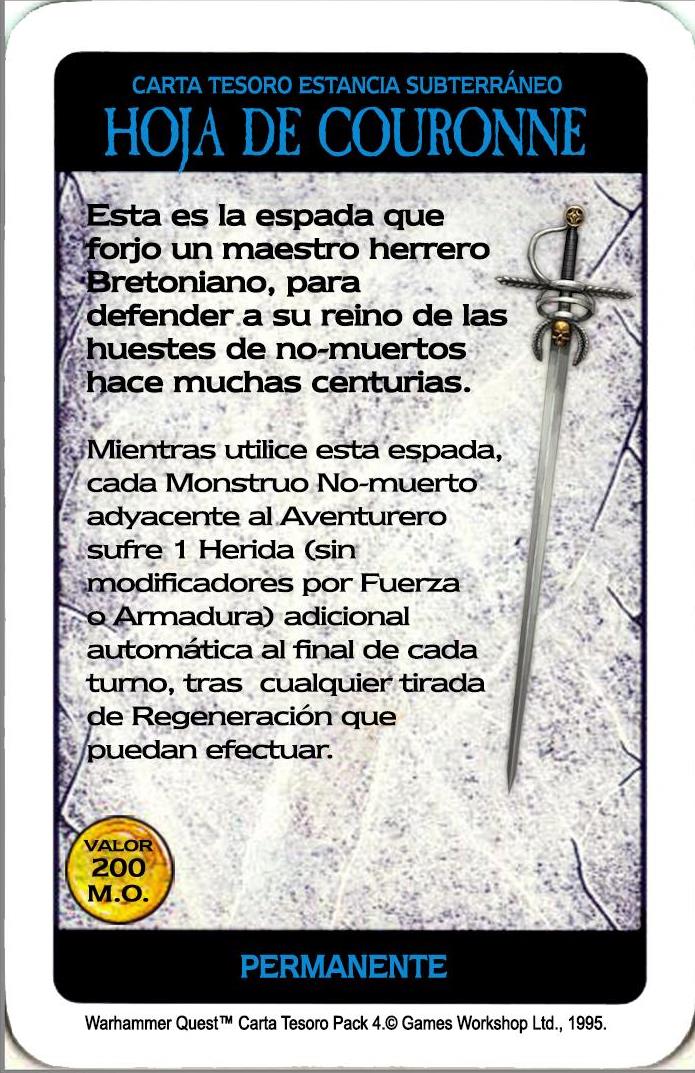 CARTA TESORO ESTANCIA SUBTERRÁNEO
HOJA DE COURONNE
Esta es la espada que
forjo un maestro herrero
Bretoniano, para
defender a su reino de las
huestes de no-muertos
hace muchas centurias.
Mientras utilice esta espada,
cada Monstruo No-muerto
adyacente al Aventurero
sufre 1 Herida (sin
modificadores por Fuerza
o Armadura) adicional
automática al final de cada
turno, tras cualquier tirada
de Regeneración que
puedan efectuar.
VALOR
200
M.O.
PERMANENTE
Warhammer Quest™ Carta Tesoro Pack 4.© Games Workshop Ltd., 1995.